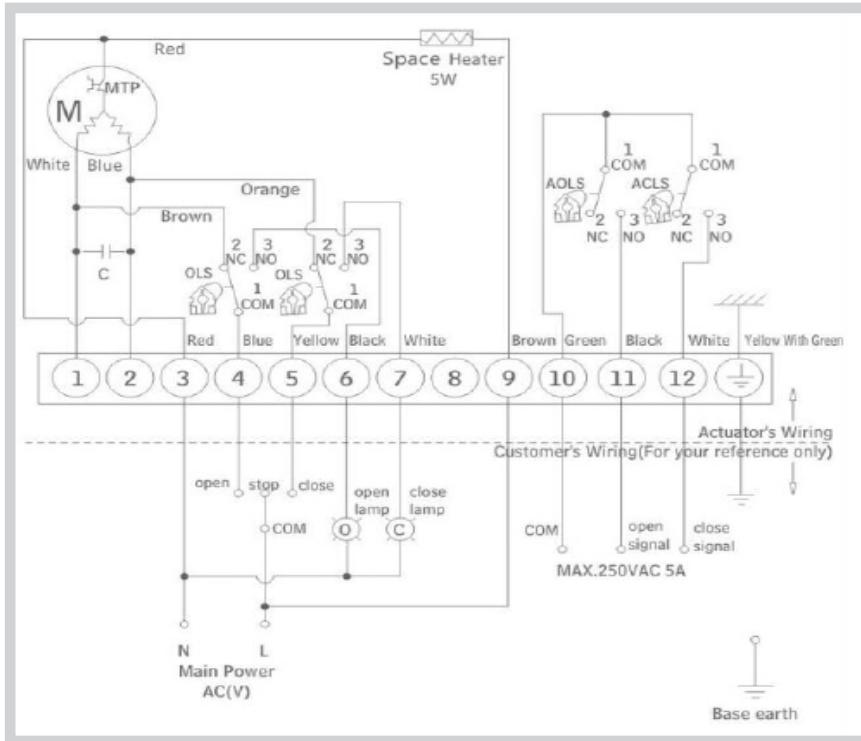 Red
Space Heater
5W
MTP
M
White Blue
Orange
Brown
C
2 NC
3 NO
OLS
1 COM
2 NC
3 NO
OLS
1 COM
1 COM
AOLS
2 NC
3 NO
1 COM
ACLS
2 NC
3 NO
Red Blue Yellow Black White Brown Green Black White Yellow With Green
1 2 3 4 5 6 7 8 9 10 11 12
Actuator's Wiring
Customer's Wiring(For your reference only)
open stop close
COM
open lamp
close lamp
O C
COM
open signal
close signal
MAX.250VAC 5A
N L
Main Power
AC(V)
Base earth